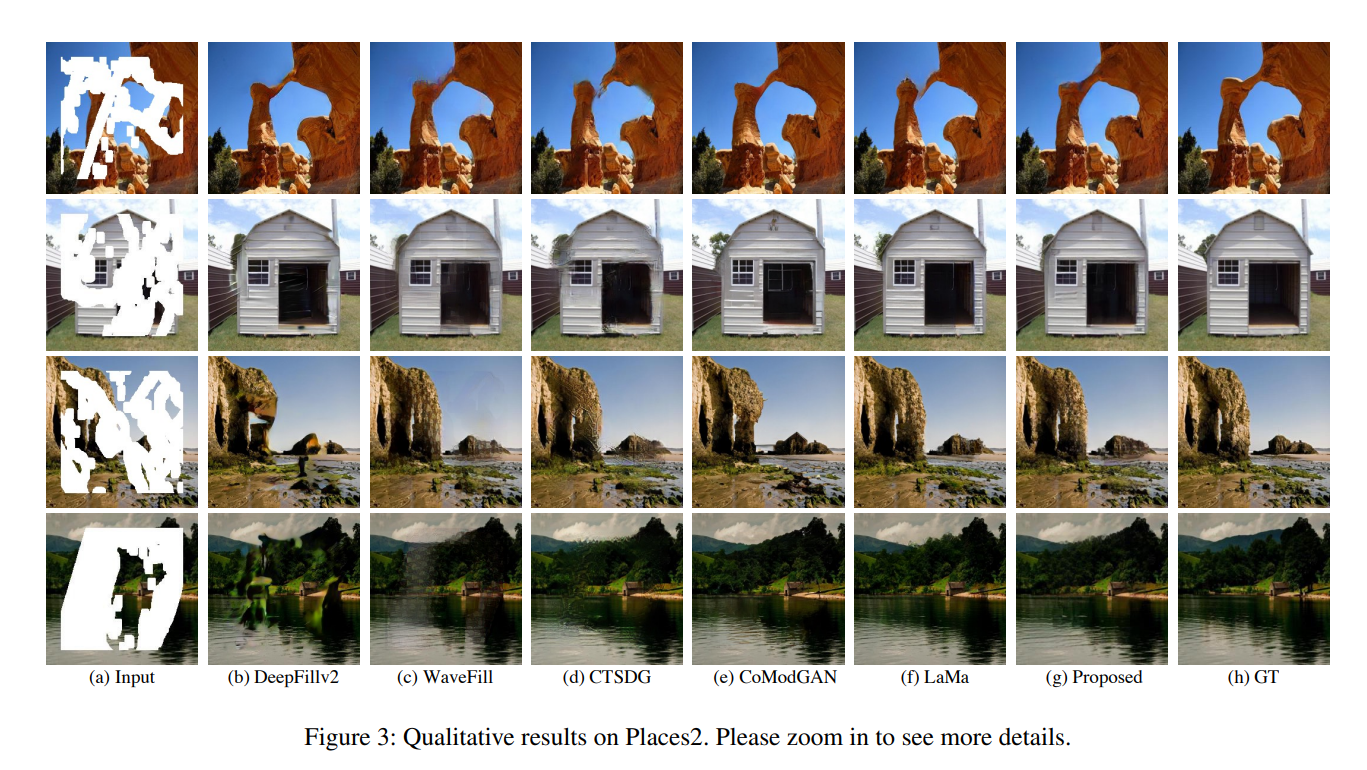 (a) Input (b) DeepFillv2 (c) WaveFill (d) CTSDG (e) CoModGAN (f) LaMa (g) Proposed (h) GT
Figure 3: Qualitative results on Places2. Please zoom in to see more details.